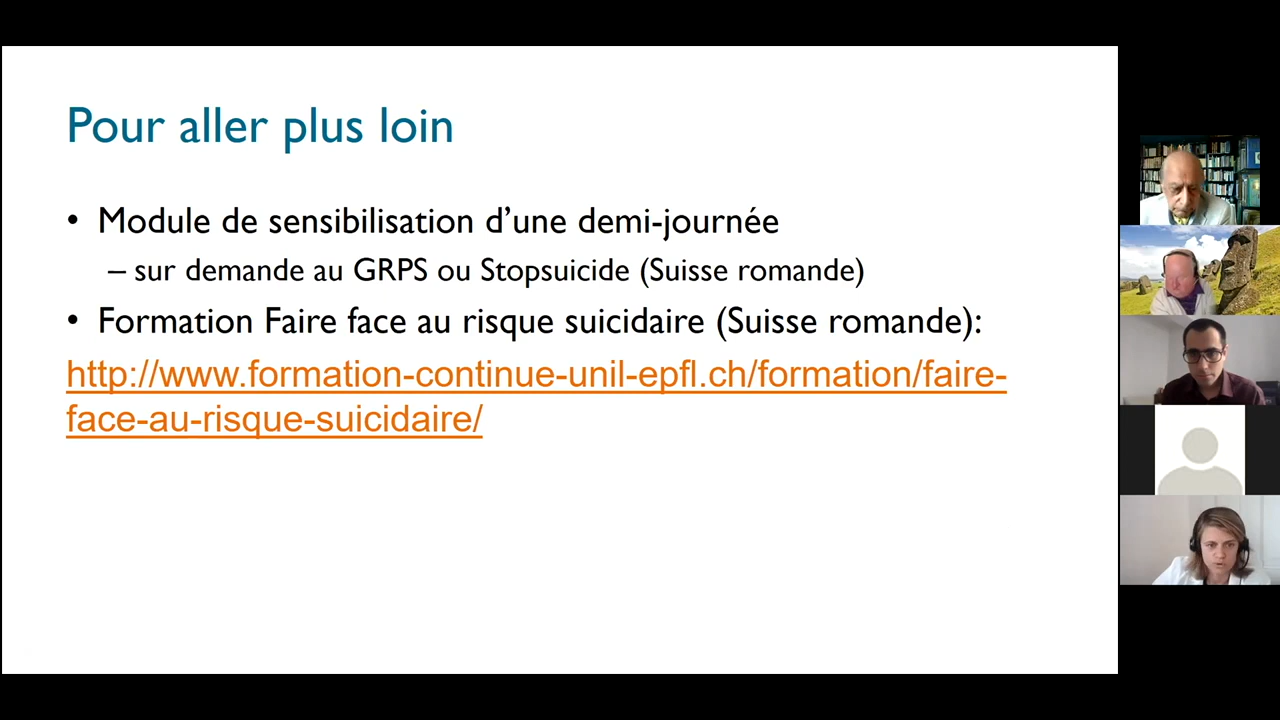 Pour aller plus loin
• Module de sensibilisation d’une demi-journée
– sur demande au GRPS ou Stopsuicide (Suisse romande)
• Formation Faire face au risque suicidaire (Suisse romande):
http://www.formation-continue-unil-epfl.ch/formation/faire-
face-au-risque-suicidaire/